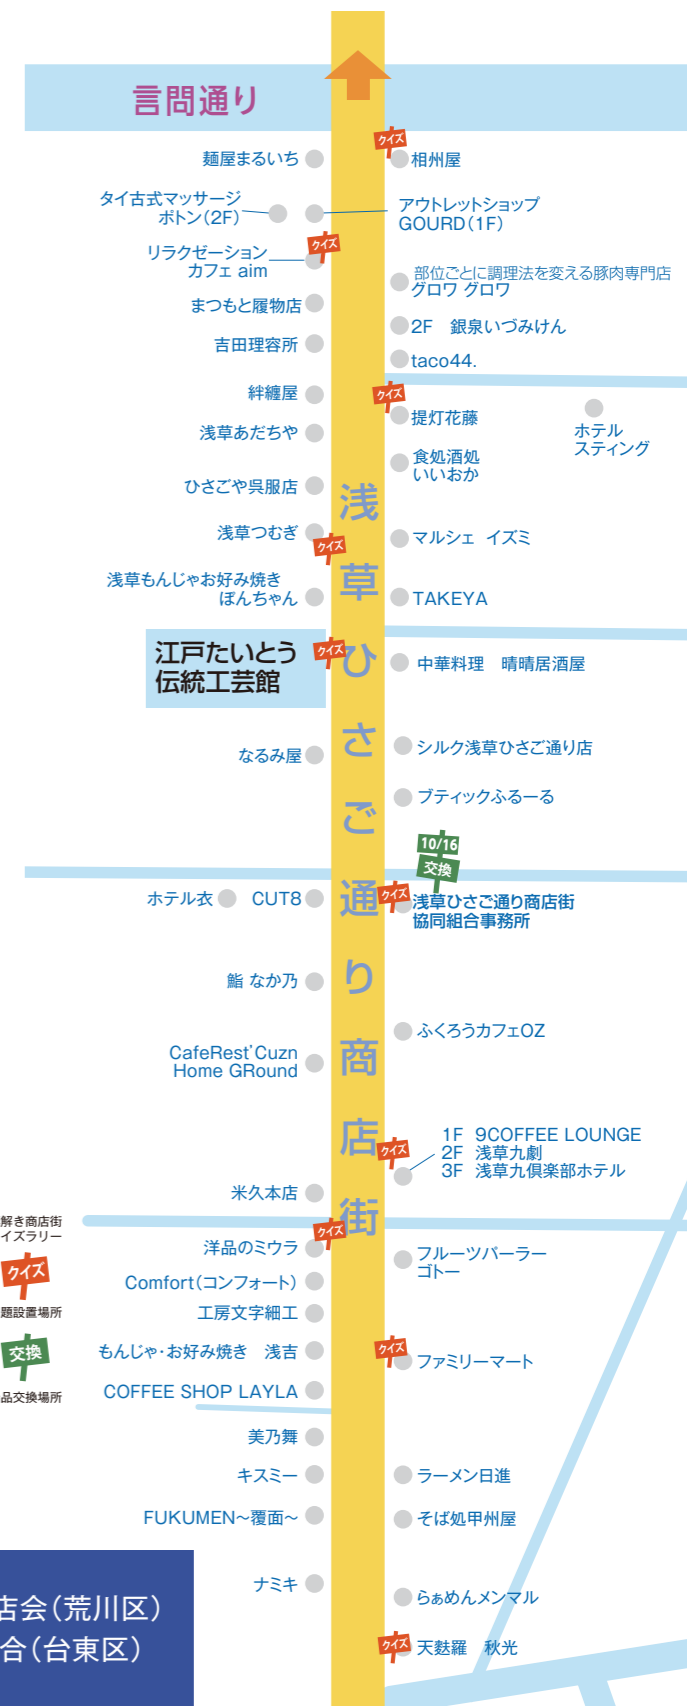 言問通り
クイズ
麺屋まるいち
相州屋
タイ古式マッサージ
ボトン(2F)
アウトレットショップ
GOURD(1F)
クイズ
リラクゼーション
カフェ aim
部位ごとに調理法を変える豚肉専門店
グロワ グロワ
まつもと履物店
2F 銀泉いづみけん
吉田理容所
taco44.
クイズ
絆纏屋
提灯花藤
ホテル
スティング
浅草あだちや
食処酒処
いいおか
ひさごや呉服店
浅草つむぎ
クイズ
マルシェ イズミ
浅草もんじゃお好み焼き
ぽんちゃん
TAKEYA
江戸たいとう
伝統工芸館
クイズ
中華料理 晴晴居酒屋
なるみ屋
シルク浅草ひさご通り店
ブティックふるーる
10/16
交換
ホテル衣
CUT8
クイズ
浅草ひさご通り商店街
協同組合事務所
浅草ひさご通り商店街
鮨 なか乃
ふくろうカフェOZ
CafeRest'Cuzn
Home GRound
クイズ
1F 9COFFEE LOUNGE
2F 浅草九劇
3F 浅草九倶楽部ホテル
米久本店
クイズ
洋品のミウラ
フルーツパーラー
ゴトー
Comfort(コンフォート)
工房文字細工
もんじゃ・お好み焼き 浅吉
クイズ
ファミリーマート
COFFEE SHOP LAYLA
美乃舞
キスミー
ラーメン日進
FUKUMEN〜覆面〜
そば処甲州屋
ナミキ
らぁめんメンマル
クイズ
天麩羅 秋光
解き商店街
イズラリー
クイズ
題設置場所
交換
品交換場所
店会(荒川区)
合(台東区)